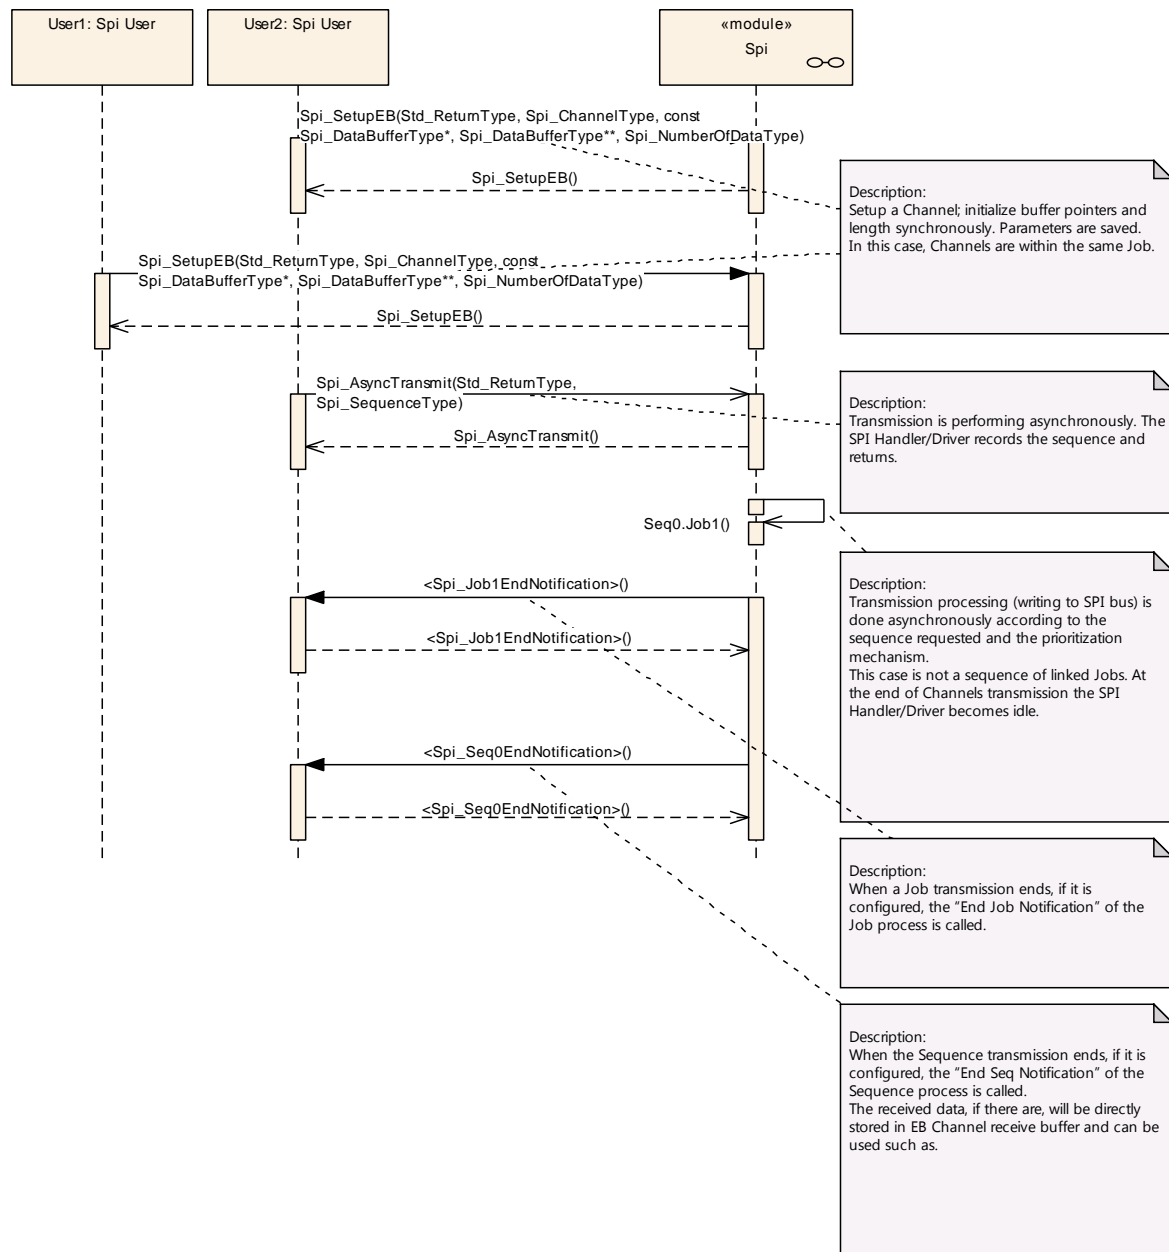 User1: Spi User
User2: Spi User
«module»
Spi
Spi_SetupEB(Std_ReturnType, Spi_ChannelType, const
Spi_DataBufferType*, Spi_DataBufferType**, Spi_NumberOfDataType)
Spi_SetupEB()
Description:
Setup a Channel; initialize buffer pointers and
length synchronously. Parameters are saved.
In this case, Channels are within the same Job.
Spi_SetupEB(Std_ReturnType, Spi_ChannelType, const
Spi_DataBufferType*, Spi_DataBufferType**, Spi_NumberOfDataType)
Spi_SetupEB()
Spi_AsyncTransmit(Std_ReturnType,
Spi_SequenceType)
Spi_AsyncTransmit()
Description:
Transmission is performing asynchronously. The
SPI Handler/Driver records the sequence and
returns.
Seq0.Job1()
Description:
Transmission processing (writing to SPI bus) is
done asynchronously according to the
sequence requested and the prioritization
mechanism.
This case is not a sequence of linked Jobs. At
the end of Channels transmission the SPI
Handler/Driver becomes idle.
<Spi_Job1EndNotification>()
<Spi_Job1EndNotification>()
<Spi_Seq0EndNotification>()
<Spi_Seq0EndNotification>()
Description:
When a Job transmission ends, if it is
configured, the "End Job Notification" of the
Job process is called.
Description:
When the Sequence transmission ends, if it is
configured, the "End Seq Notification" of the
Sequence process is called.
The received data, if there are, will be directly
stored in EB Channel receive buffer and can be
used such as.